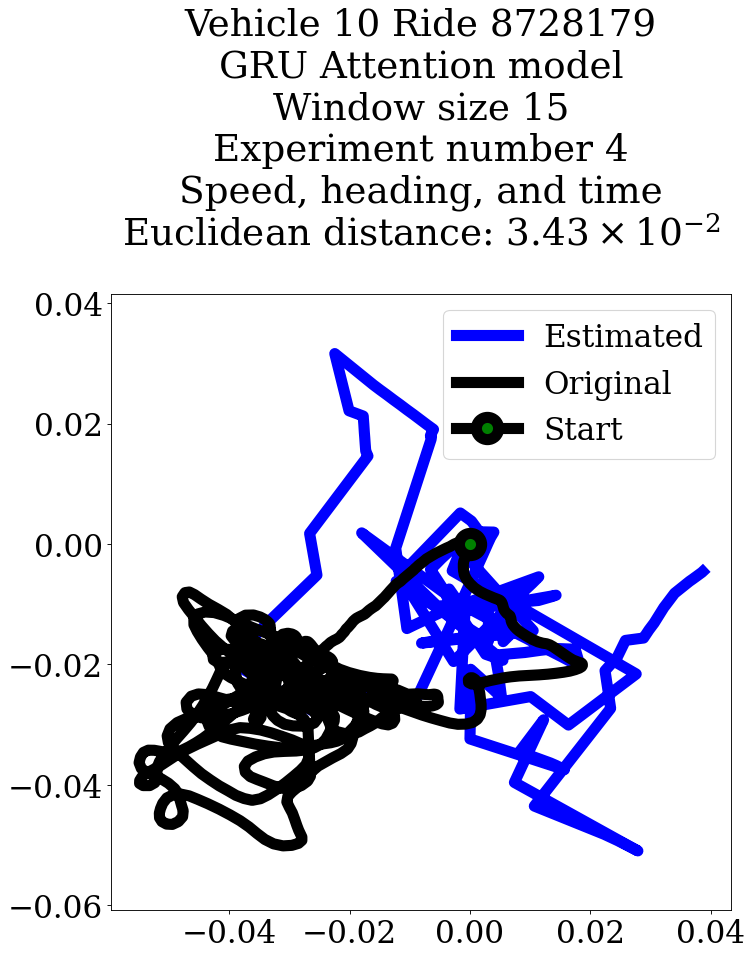 Vehicle 10 Ride 8728179
GRU Attention model
Window size 15
Experiment number 4
Speed, heading, and time
Euclidean distance: 3.43 × 10⁻²
Estimated
Original
Start
0.04
0.02
0.00
−0.02
−0.04
−0.06
−0.04 −0.02 0.00 0.02 0.04